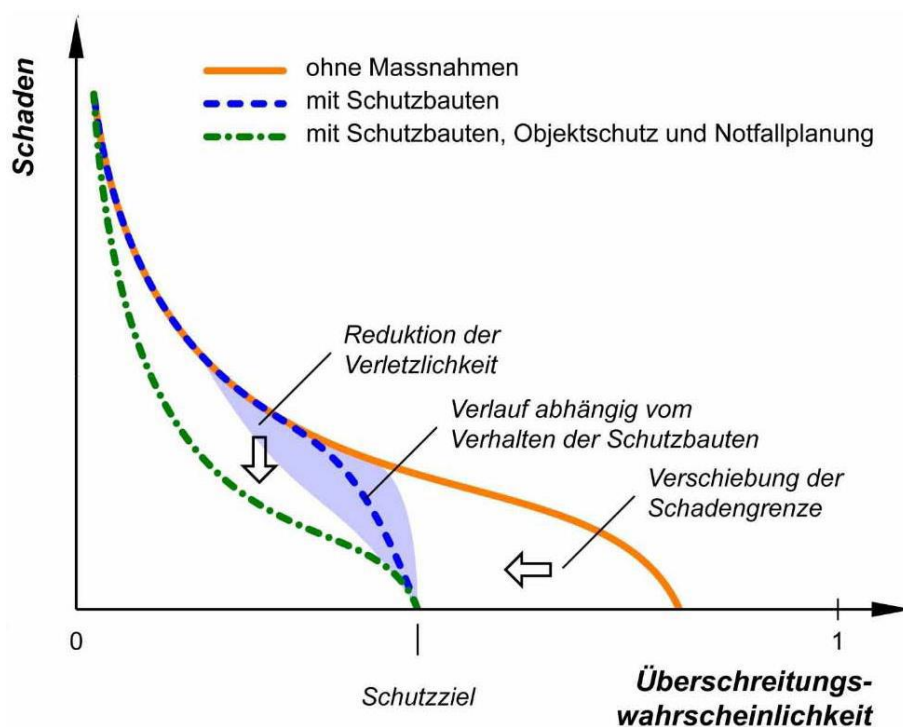 Schaden
ohne Massnahmen
mit Schutzbauten
mit Schutzbauten, Objektschutz und Notfallplanung
Reduktion der
Verletzlichkeit
Verlauf abhängig vom
Verhalten der Schutzbauten
Verschiebung der
Schadengrenze
0
1
Schutzziel
Überschreitungs-
wahrscheinlichkeit